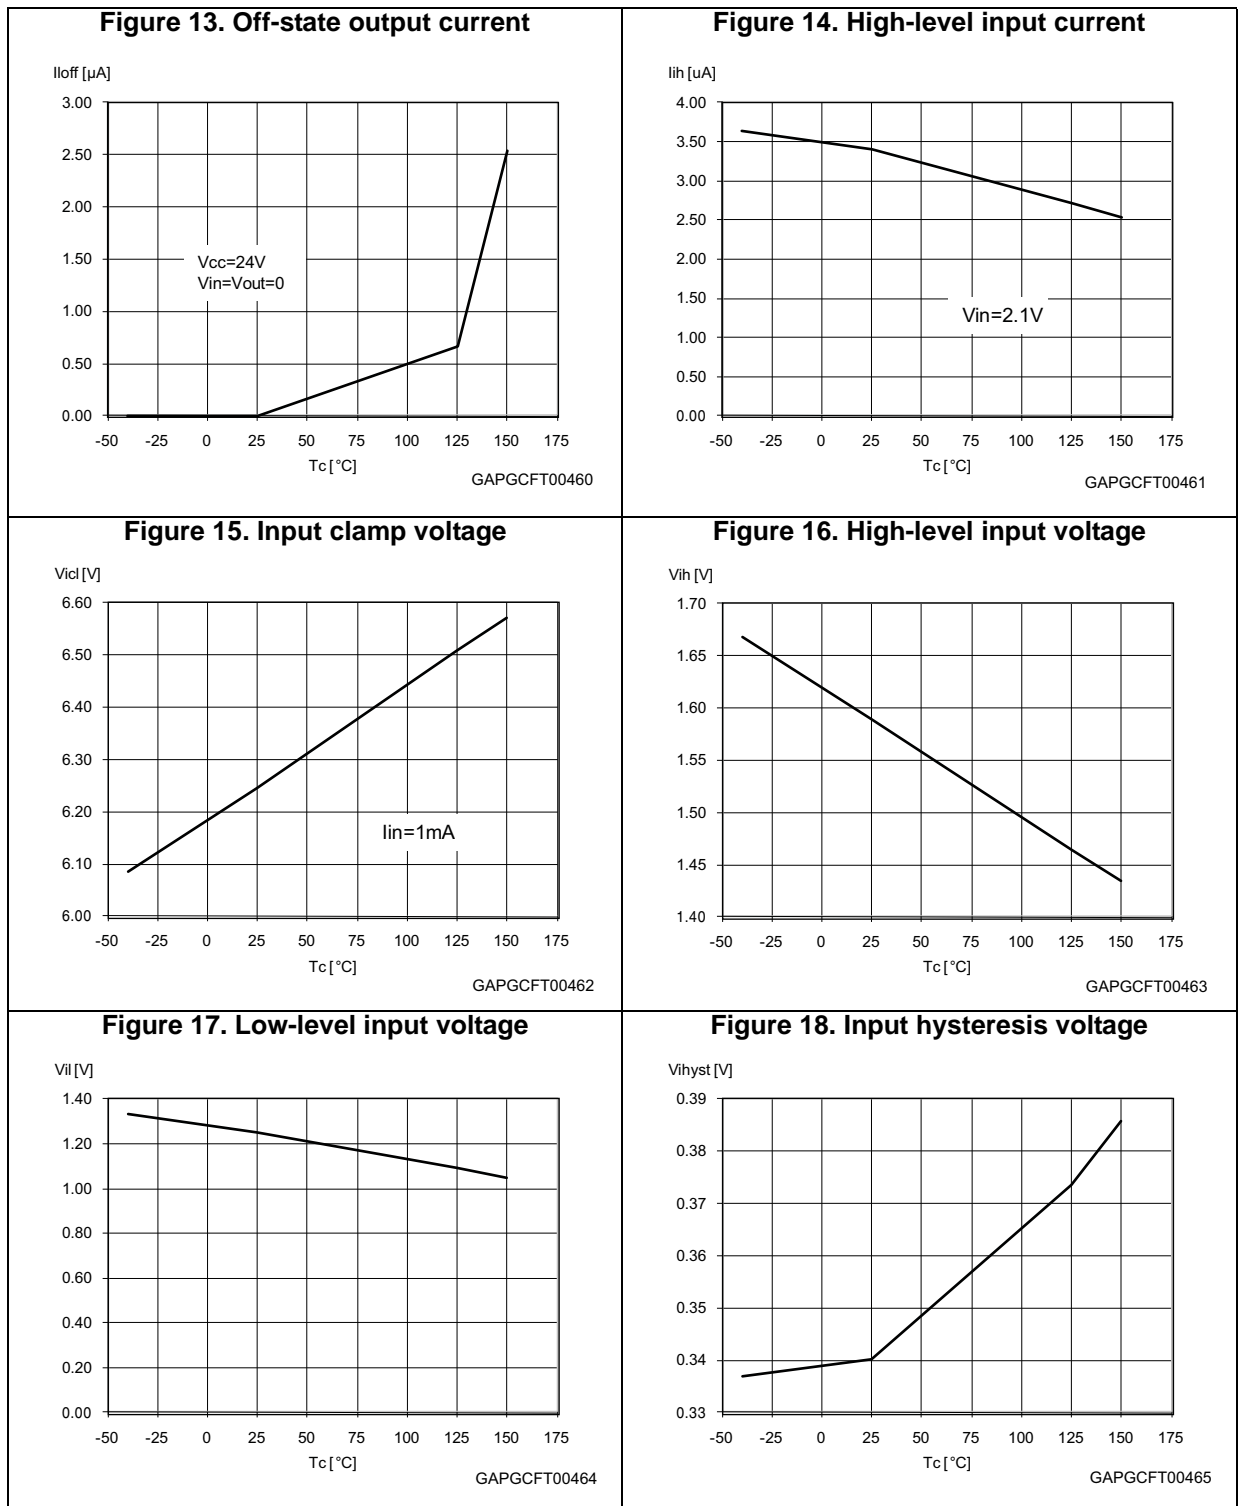 Figure 13. Off-state output current
Iloff [µA]
3.00
2.50
2.00
1.50
1.00
0.50
0.00
Vcc=24V
Vin=Vout=0
-50 -25 0 25 50 75 100 125 150 175
Tc [°C]
GAPGCFT00460
Figure 14. High-level input current
Iih [uA]
4.00
3.50
3.00
2.50
2.00
1.50
1.00
0.50
0.00
Vin=2.1V
-50 -25 0 25 50 75 100 125 150 175
Tc [°C]
GAPGCFT00461
Figure 15. Input clamp voltage
Vicl [V]
6.60
6.50
6.40
6.30
6.20
6.10
6.00
Iin=1mA
-50 -25 0 25 50 75 100 125 150 175
Tc [°C]
GAPGCFT00462
Figure 16. High-level input voltage
Vih [V]
1.70
1.65
1.60
1.55
1.50
1.45
1.40
-50 -25 0 25 50 75 100 125 150 175
Tc [°C]
GAPGCFT00463
Figure 17. Low-level input voltage
Vil [V]
1.40
1.20
1.00
0.80
0.60
0.40
0.20
0.00
-50 -25 0 25 50 75 100 125 150 175
Tc [°C]
GAPGCFT00464
Figure 18. Input hysteresis voltage
Vihyst [V]
0.39
0.38
0.37
0.36
0.35
0.34
0.33
-50 -25 0 25 50 75 100 125 150 175
Tc [°C]
GAPGCFT00465